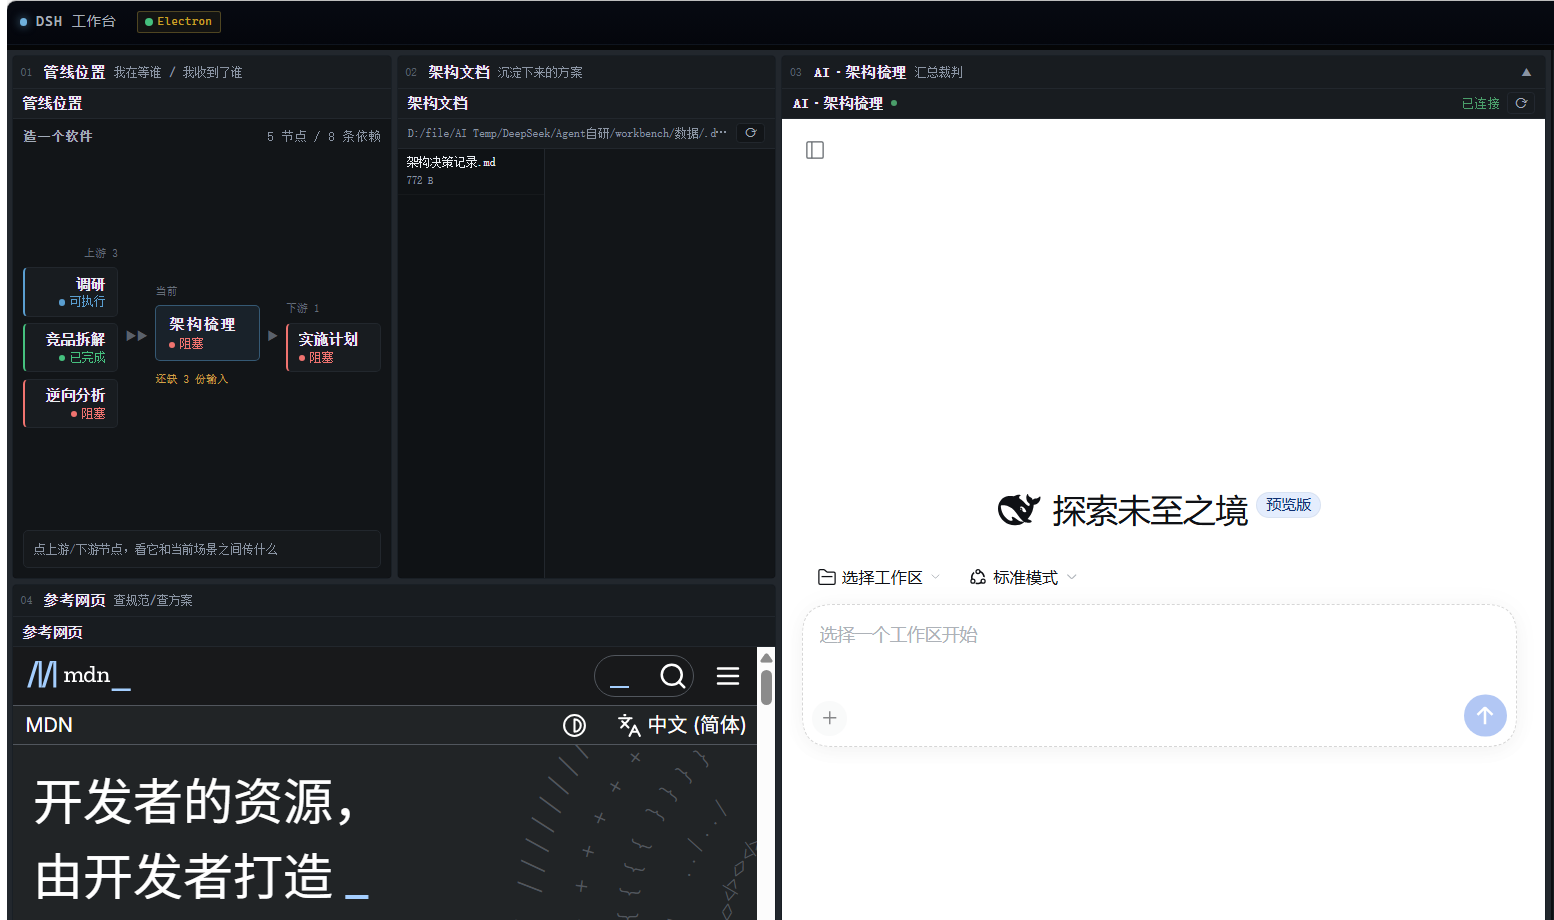 DSH 工作台 Electron
01 管线位置 我在等谁 / 我收到了谁
管线位置
造一个软件 5 节点 / 8 条依赖
上游 3
调研
可执行
竞品拆解
已完成
逆向分析
阻塞
当前
架构梳理
阻塞
还缺 3 份输入
下游 1
实施计划
阻塞
点上游/下游节点，看它和当前场景之间传什么
02 架构文档 沉淀下来的方案
架构文档
D:/file/AI Temp/DeepSeek/Agent自研/workbench/数据/.d…
架构决策记录.md
772 B
03 AI · 架构梳理 汇总裁判
AI · 架构梳理 已连接
探索未至之境 预览版
选择工作区 标准模式
选择一个工作区开始
04 参考网页 查规范/查方案
参考网页
mdn_
MDN 中文 (简体)
开发者的资源，
由开发者打造_